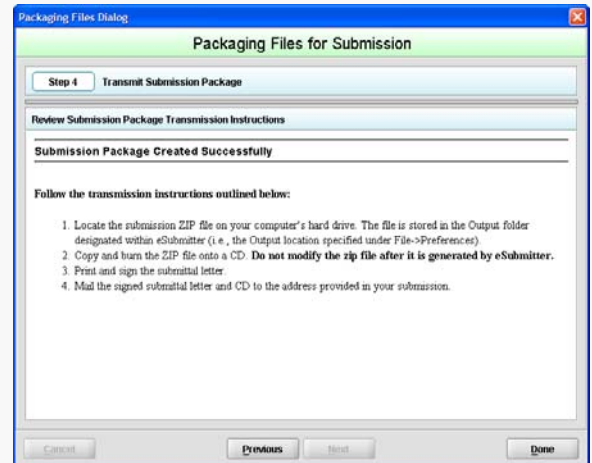 Packaging Files Dialog
Packaging Files for Submission
Step 4 Transmit Submission Package
Review Submission Package Transmission Instructions
Submission Package Created Successfully
Follow the transmission instructions outlined below:
1. Locate the submission ZIP file on your computer's hard drive. The file is stored in the Output folder
designated within eSubmitter (i.e., the Output location specified under File->Preferences).
2. Copy and burn the ZIP file onto a CD. Do not modify the zip file after it is generated by eSubmitter.
3. Print and sign the submittal letter.
4. Mail the signed submittal letter and CD to the address provided in your submission.
Cancel Previous Next Done